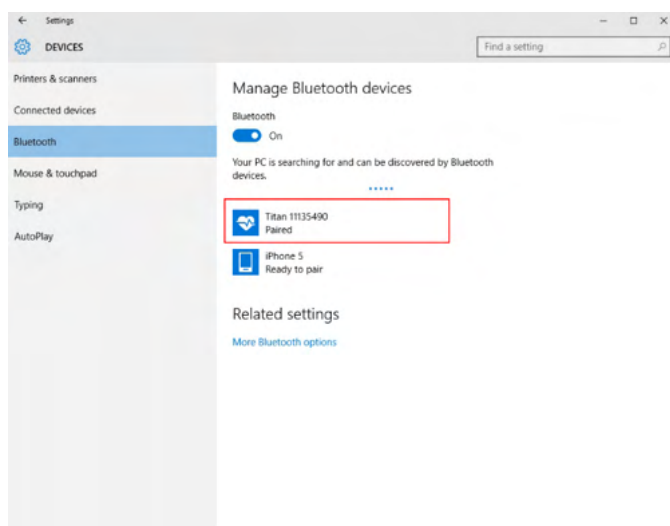 Settings
DEVICES
Find a setting
Printers & scanners
Connected devices
Bluetooth
Mouse & touchpad
Typing
AutoPlay
Manage Bluetooth devices
Bluetooth
On
Your PC is searching for and can be discovered by Bluetooth
devices.
Titan 11135490
Paired
iPhone 5
Ready to pair
Related settings
More Bluetooth options